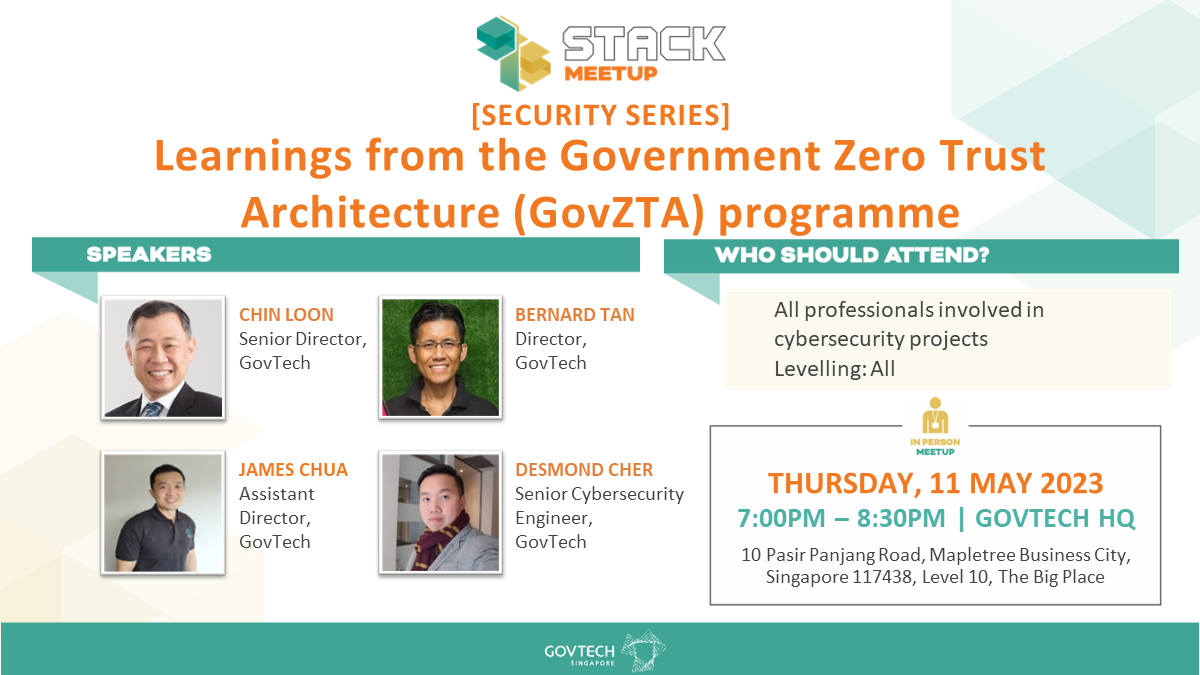 STACK
MEETUP
[SECURITY SERIES]
Learnings from the Government Zero Trust
Architecture (GovZTA) programme
SPEAKERS
CHIN LOON
Senior Director,
GovTech
BERNARD TAN
Director,
GovTech
JAMES CHUA
Assistant
Director,
GovTech
DESMOND CHER
Senior Cybersecurity
Engineer,
GovTech
WHO SHOULD ATTEND?
All professionals involved in
cybersecurity projects
Levelling: All
IN PERSON
MEETUP
THURSDAY, 11 MAY 2023
7:00PM – 8:30PM | GOVTECH HQ
10 Pasir Panjang Road, Mapletree Business City,
Singapore 117438, Level 10, The Big Place
GOVTECH
SINGAPORE